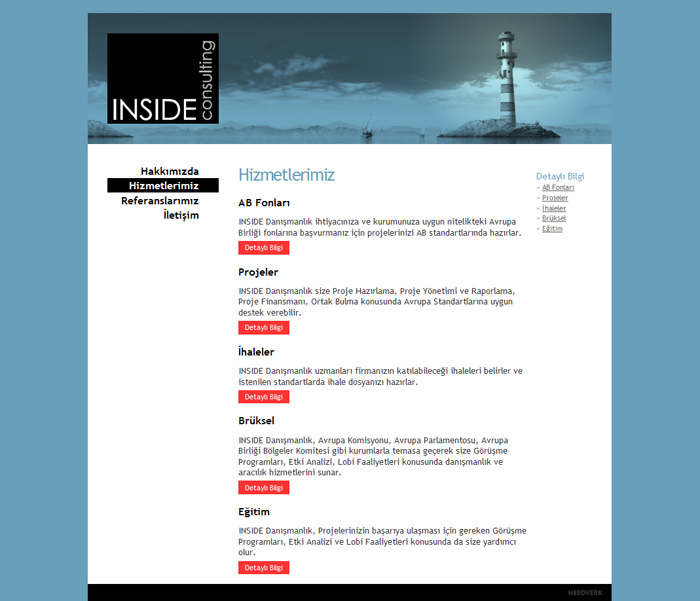 INSIDE consulting
Hakkımızda
Hizmetlerimiz
Referanslarımız
İletişim
Hizmetlerimiz
AB Fonları
INSIDE Danışmanlık ihtiyacınıza ve kurumunuza uygun nitelikteki Avrupa
Birliği fonlarına başvurmanız için projelerinizi AB standartlarında hazırlar.
Detaylı Bilgi
Projeler
INSIDE Danışmanlık size Proje Hazırlama, Proje Yönetimi ve Raporlama,
Proje Finansmanı, Ortak Bulma konusunda Avrupa Standartlarına uygun
destek verebilir.
Detaylı Bilgi
İhaleler
INSIDE Danışmanlık uzmanları firmanızın katılabileceği ihaleleri belirler ve
istenilen standartlarda ihale dosyanızı hazırlar.
Detaylı Bilgi
Brüksel
INSIDE Danışmanlık, Avrupa Komisyonu, Avrupa Parlamentosu, Avrupa
Birliği Bölgeler Komitesi gibi kurumlarla temasa geçerek size Görüşme
Programları, Etki Analizi, Lobi Faaliyetleri konusunda danışmanlık ve
aracılık hizmetlerini sunar.
Detaylı Bilgi
Eğitim
INSIDE Danışmanlık, Projelerinizin başarıya ulaşması için gereken Görüşme
Programları, Etki Analizi ve Lobi Faaliyetleri konusunda da size yardımcı
olur.
Detaylı Bilgi
Detaylı Bilgi
AB Fonları
Projeler
İhaleler
Brüksel
Eğitim
NERDVERK